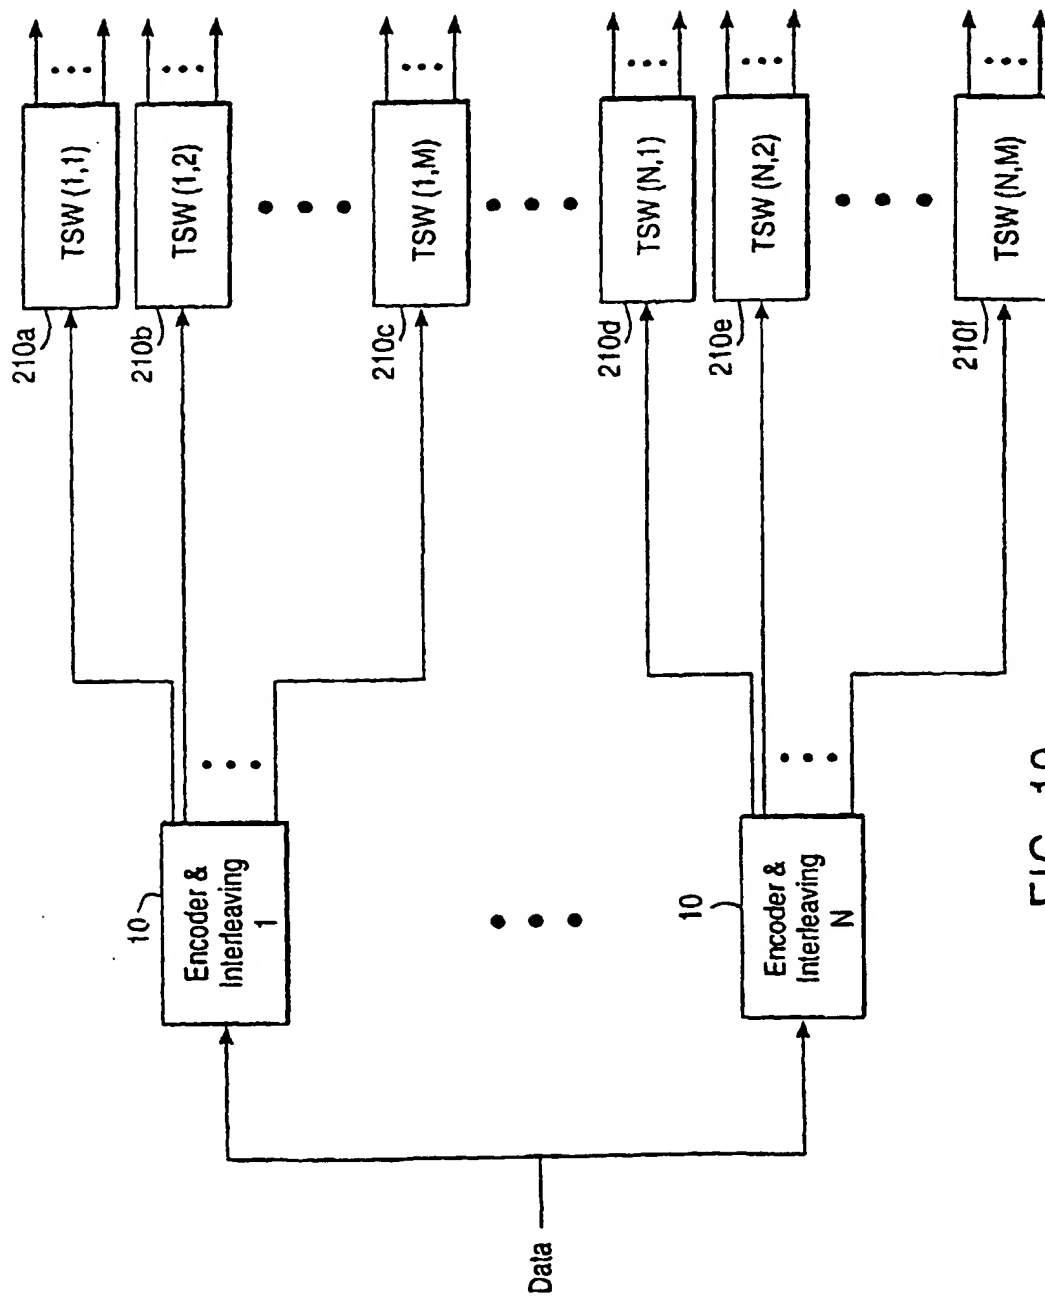 Data
10
Encoder &
Interleaving
1
10
Encoder &
Interleaving
N
210a
TSW (1,1)
210b
TSW (1,2)
210c
TSW (1,M)
210d
TSW (N,1)
210e
TSW (N,2)
210f
TSW (N,M)
FIG.